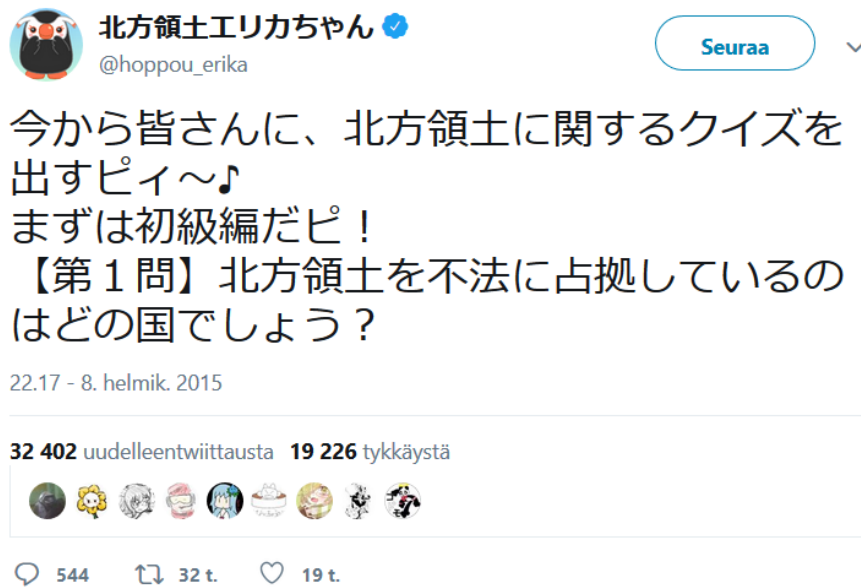 北方領土エリカちゃん
@hoppou_erika
Seuraa
今から皆さんに、北方領土に関するクイズを
出すピィ～♪
まずは初級編だピ！
【第１問】北方領土を不法に占拠しているの
はどの国でしょう？
22.17 - 8. helmik. 2015
32 402 uudelleentwiittausta 19 226 tykkäystä
544 32 t. 19 t.